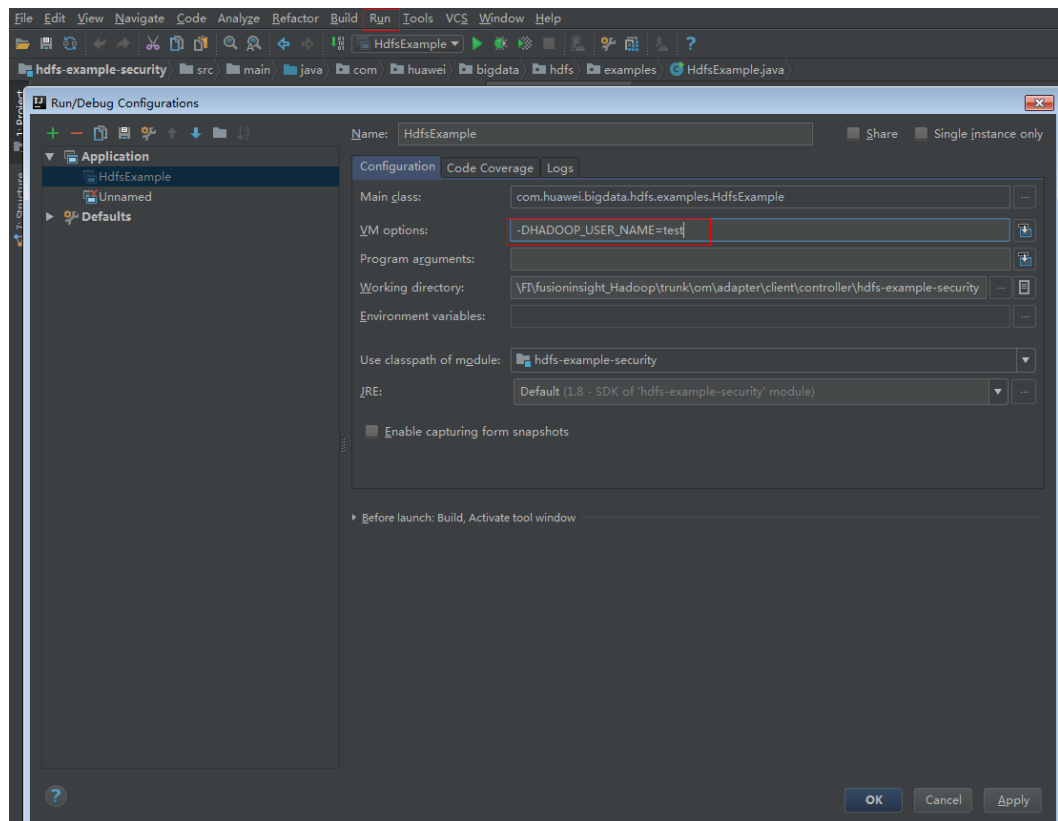 File Edit View Navigate Code Analyze Refactor Build Run Tools VCS Window Help
HdfsExample
hdfs-example-security src main java com huawei bigdata hdfs examples HdfsExample.java
1: Project
Run/Debug Configurations
Name: HdfsExample Share Single instance only
Application
HdfsExample
Unnamed
Defaults
7: Structure
Configuration Code Coverage Logs
Main class: com.huawei.bigdata.hdfs.examples.HdfsExample ...
VM options: -DHADOOP_USER_NAME=test
Program arguments:
Working directory: \FI\fusioninsight_Hadoop\trunk\om\adapter\client\controller\hdfs-example-security ...
Environment variables: ...
Use classpath of module: hdfs-example-security
JRE: Default (1.8 - SDK of 'hdfs-example-security' module) ...
Enable capturing form snapshots
Before launch: Build, Activate tool window
? OK Cancel Apply